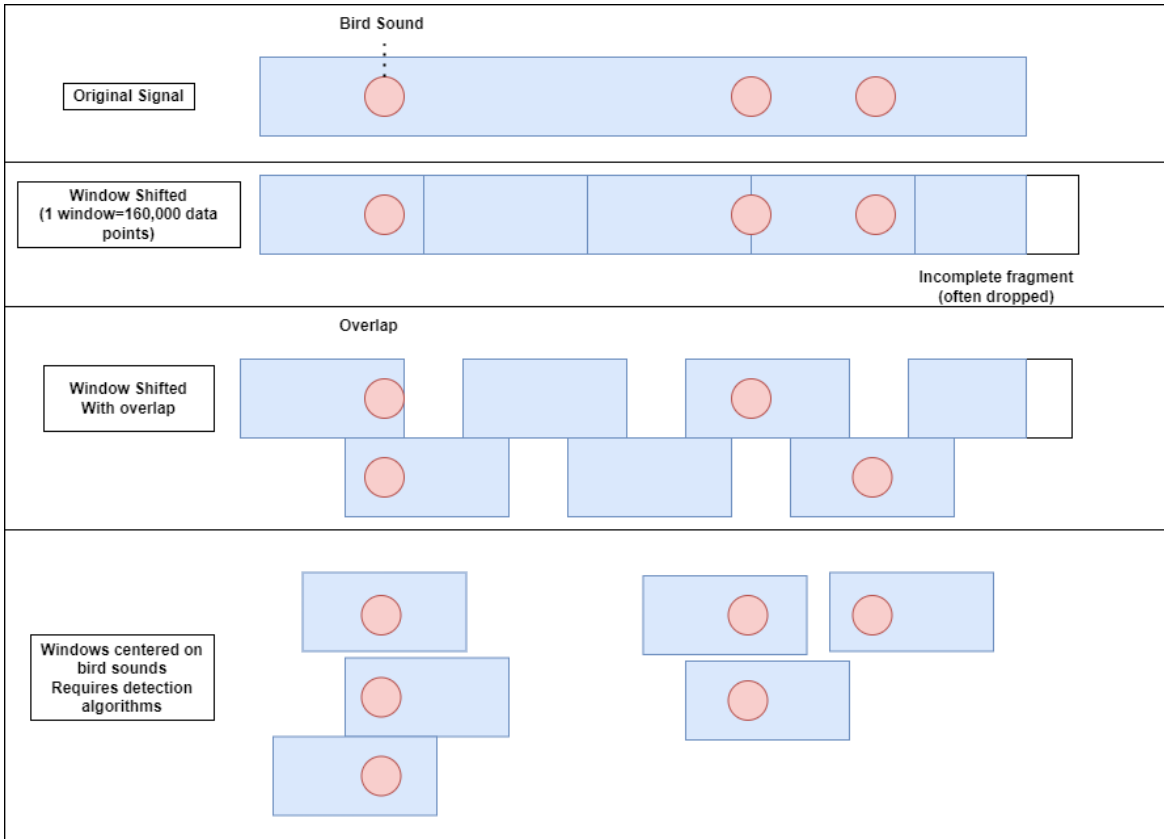 Bird Sound
Original Signal
Window Shifted
(1 window=160,000 data
points)
Incomplete fragment
(often dropped)
Overlap
Window Shifted
With overlap
Windows centered on
bird sounds
Requires detection
algorithms